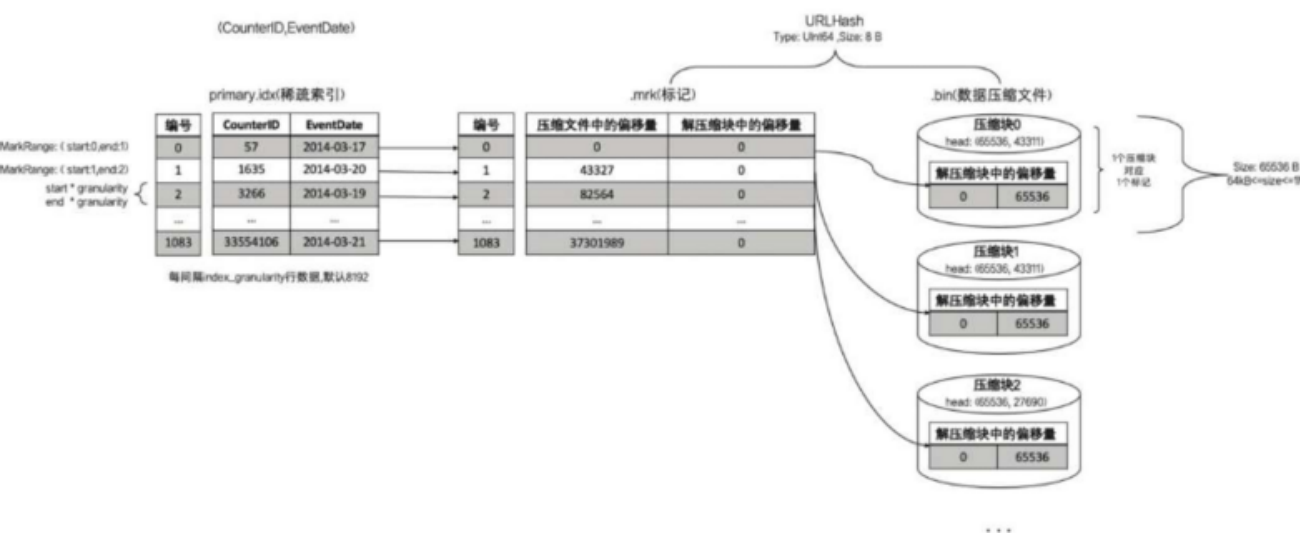 (CounterID,EventDate)
URLHash
Type: UInt64 ,Size: 8 B
primary.idx(稀疏索引)
.mrk(标记)
.bin(数据压缩文件)
编号 CounterID EventDate
0 57 2014-03-17
1 1635 2014-03-20
2 3266 2014-03-19
... ... ...
1083 33554106 2014-03-21
MarkRange: ( start:0,end:1)
MarkRange: ( start:1,end:2)
start * granularity
end * granularity
每间隔index_granularity行数据,默认8192
编号 压缩文件中的偏移量 解压缩块中的偏移量
0 0 0
1 43327 0
2 82564 0
... ... ...
1083 37301989 0
压缩块0
head: (65536, 43311)
解压缩块中的偏移量
0 65536
1个压缩块
对应
1个标记
Size: 65536 B
64kB<=size<=
压缩块1
head: (65536, 43311)
解压缩块中的偏移量
0 65536
压缩块2
head: (65536, 27690)
解压缩块中的偏移量
0 65536
...